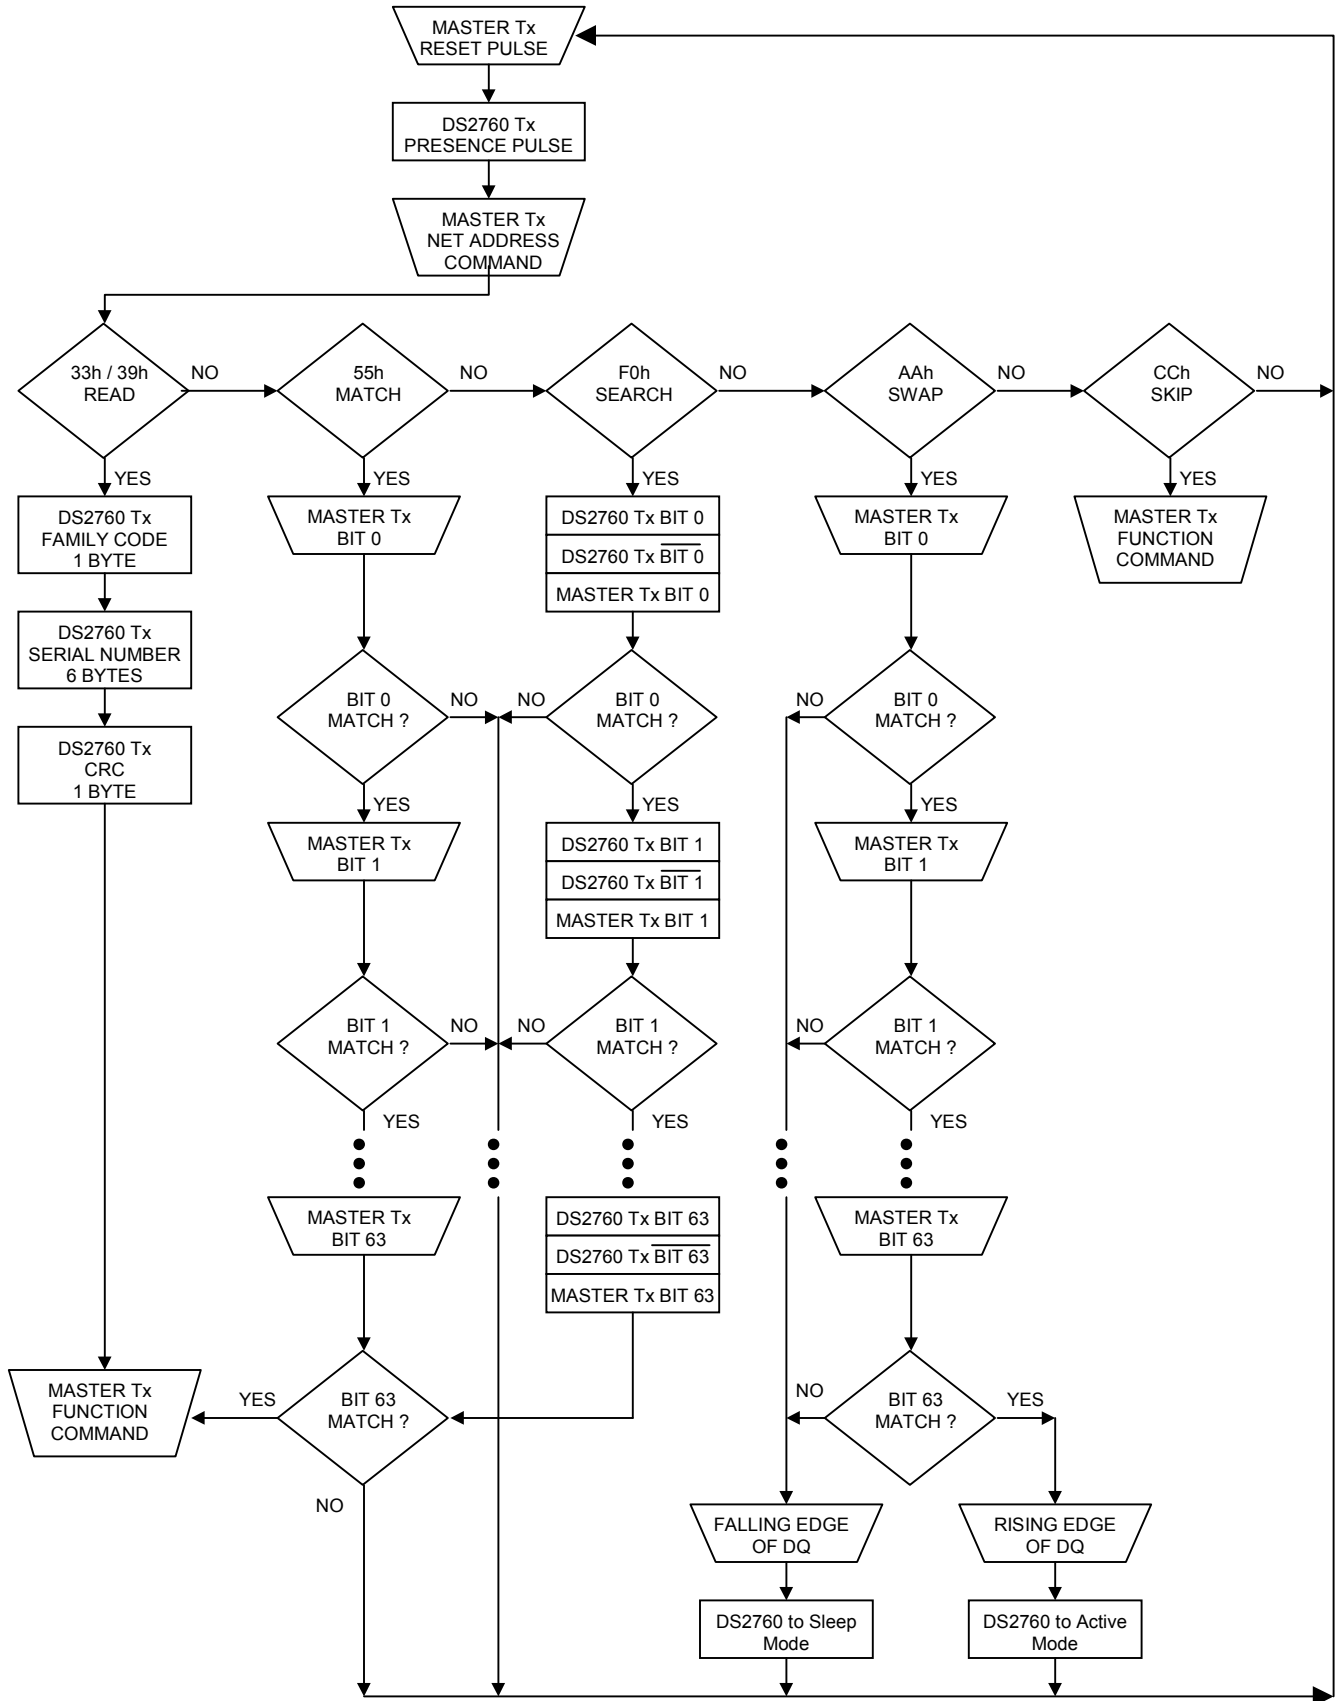 MASTER Tx
RESET PULSE
DS2760 Tx
PRESENCE PULSE
MASTER Tx
NET ADDRESS
COMMAND
33h / 39h
READ
NO
55h
MATCH
NO
F0h
SEARCH
NO
AAh
SWAP
NO
CCh
SKIP
NO
YES
YES
YES
YES
YES
DS2760 Tx
FAMILY CODE
1 BYTE
MASTER Tx
BIT 0
DS2760 Tx BIT 0
DS2760 Tx B̅I̅T̅ ̅0̅
MASTER Tx BIT 0
MASTER Tx
BIT 0
MASTER Tx
FUNCTION
COMMAND
DS2760 Tx
SERIAL NUMBER
6 BYTES
DS2760 Tx
CRC
1 BYTE
BIT 0
MATCH ?
NO
NO
BIT 0
MATCH ?
NO
BIT 0
MATCH ?
YES
YES
YES
MASTER Tx
BIT 1
DS2760 Tx BIT 1
DS2760 Tx B̅I̅T̅ ̅1̅
MASTER Tx BIT 1
MASTER Tx
BIT 1
BIT 1
MATCH ?
NO
NO
BIT 1
MATCH ?
NO
BIT 1
MATCH ?
YES
YES
YES
MASTER Tx
BIT 63
DS2760 Tx BIT 63
DS2760 Tx B̅I̅T̅ ̅6̅3̅
MASTER Tx BIT 63
MASTER Tx
BIT 63
MASTER Tx
FUNCTION
COMMAND
YES
BIT 63
MATCH ?
NO
NO
BIT 63
MATCH ?
YES
FALLING EDGE
OF DQ
RISING EDGE
OF DQ
DS2760 to Sleep
Mode
DS2760 to Active
Mode